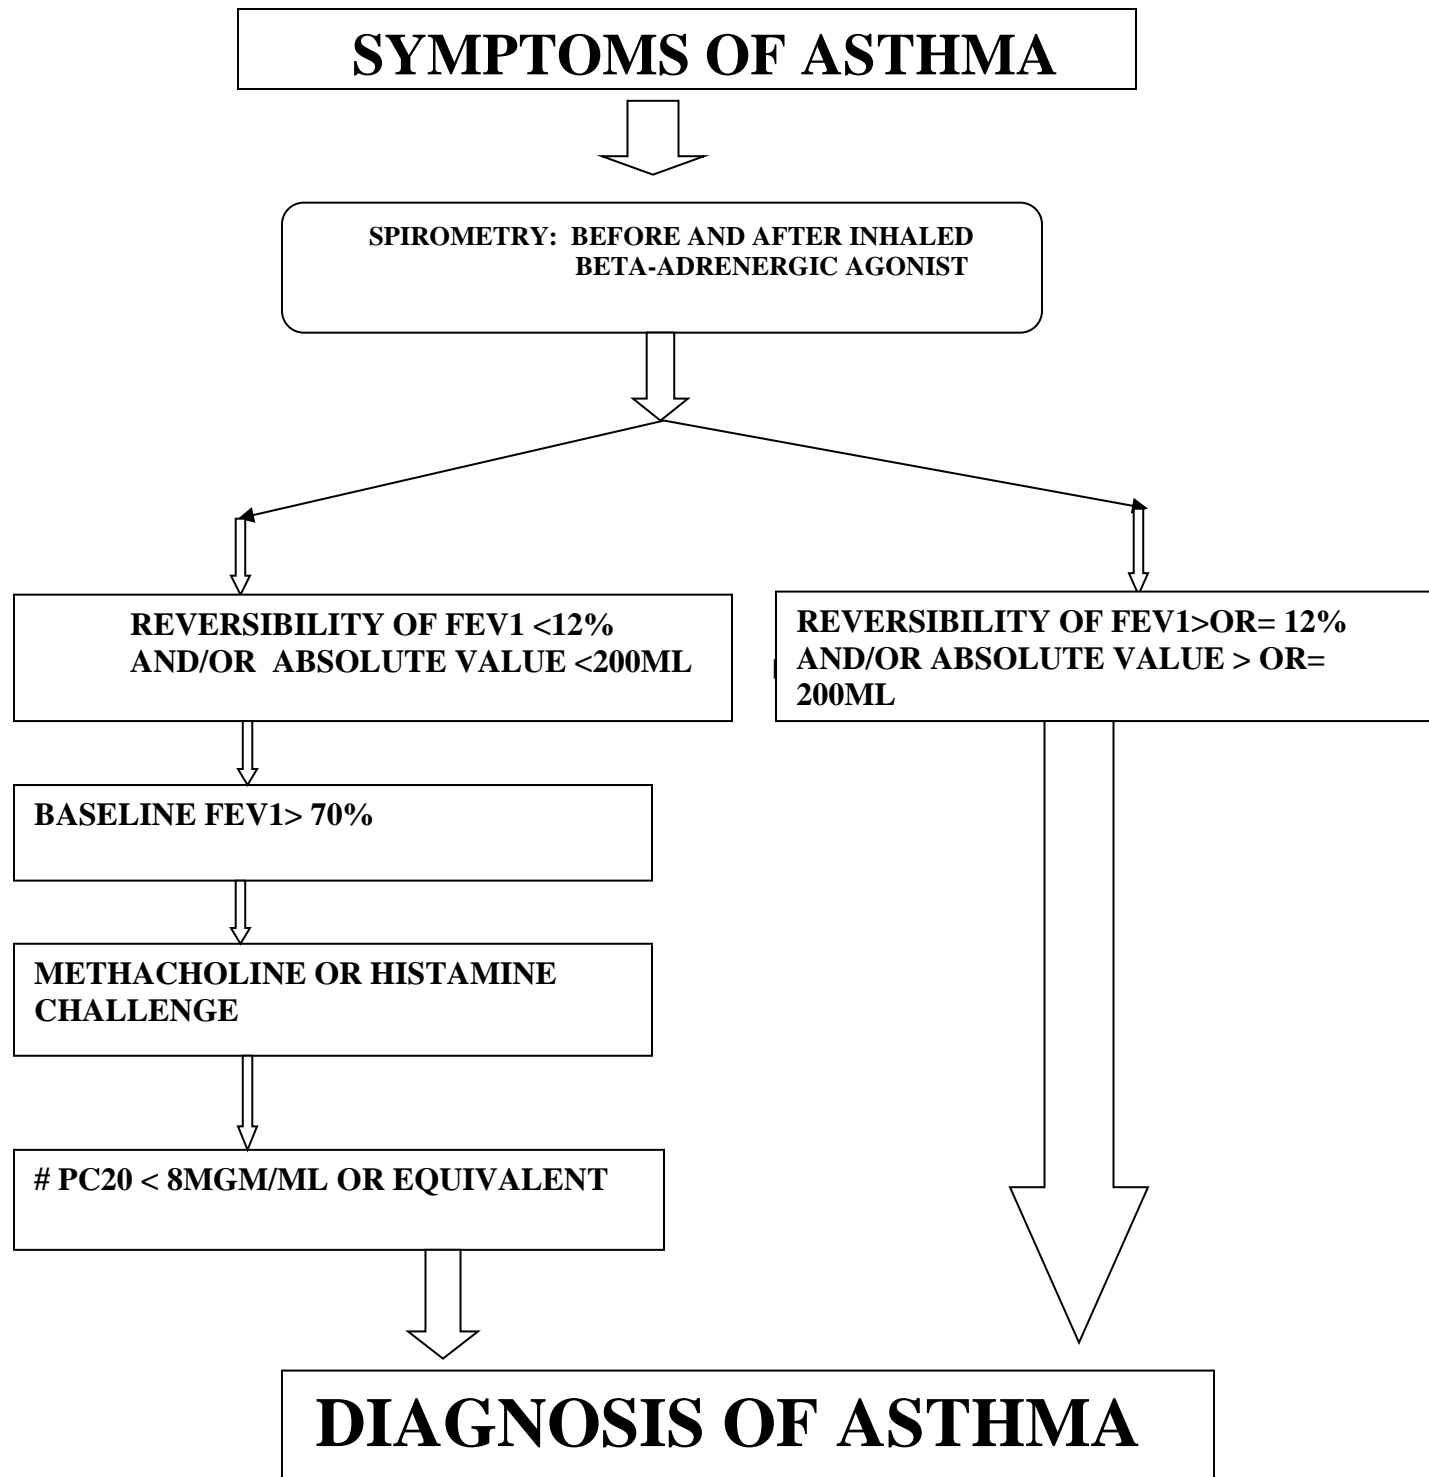 SYMPTOMS OF ASTHMA
SPIROMETRY: BEFORE AND AFTER INHALED
BETA-ADRENERGIC AGONIST
REVERSIBILITY OF FEV1 <12%
AND/OR ABSOLUTE VALUE <200ML
REVERSIBILITY OF FEV1>OR= 12%
AND/OR ABSOLUTE VALUE > OR=
200ML
BASELINE FEV1> 70%
METHACHOLINE OR HISTAMINE
CHALLENGE
# PC20 < 8MGM/ML OR EQUIVALENT
DIAGNOSIS OF ASTHMA